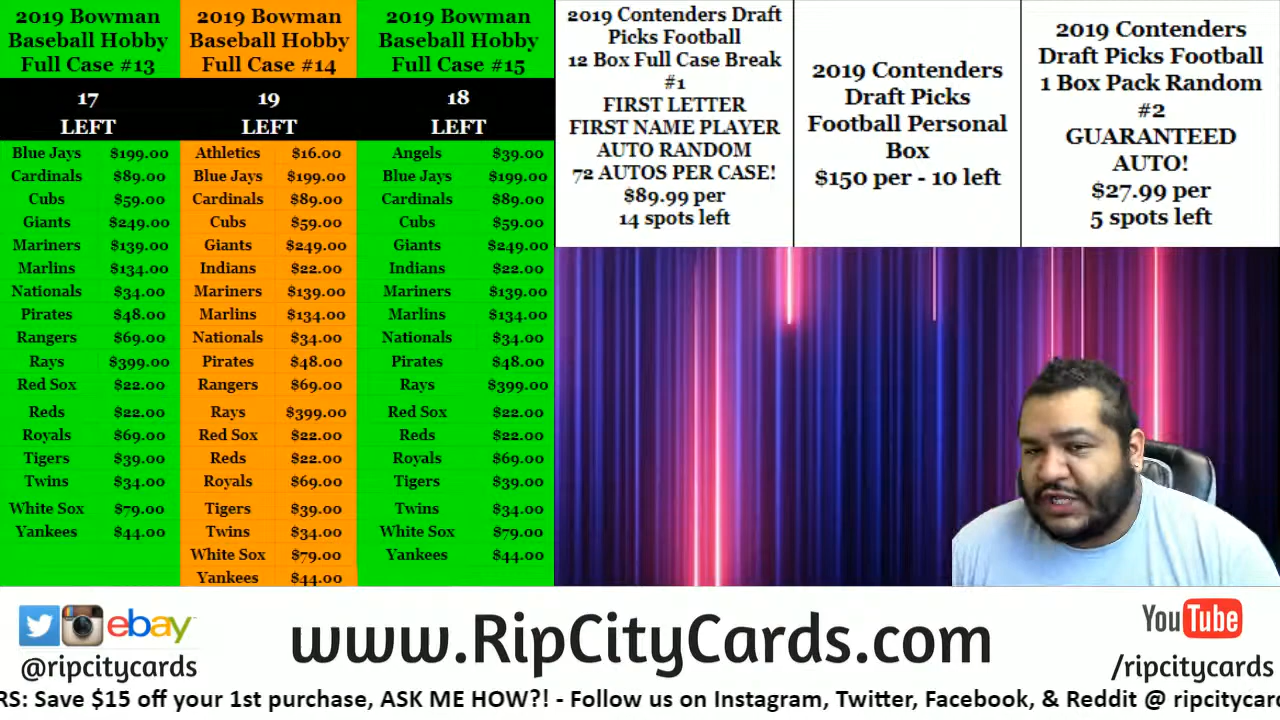 2019 Bowman
Baseball Hobby
Full Case #13
17
LEFT
Blue Jays $199.00
Cardinals $89.00
Cubs $59.00
Giants $249.00
Mariners $139.00
Marlins $134.00
Nationals $34.00
Pirates $48.00
Rangers $69.00
Rays $399.00
Red Sox $22.00
Reds $22.00
Royals $69.00
Tigers $39.00
Twins $34.00
White Sox $79.00
Yankees $44.00
2019 Bowman
Baseball Hobby
Full Case #14
19
LEFT
Athletics $16.00
Blue Jays $199.00
Cardinals $89.00
Cubs $59.00
Giants $249.00
Indians $22.00
Mariners $139.00
Marlins $134.00
Nationals $34.00
Pirates $48.00
Rangers $69.00
Rays $399.00
Red Sox $22.00
Reds $22.00
Royals $69.00
Tigers $39.00
Twins $34.00
White Sox $79.00
Yankees $44.00
2019 Bowman
Baseball Hobby
Full Case #15
18
LEFT
Angels $39.00
Blue Jays $199.00
Cardinals $89.00
Cubs $59.00
Giants $249.00
Indians $22.00
Mariners $139.00
Marlins $134.00
Nationals $34.00
Pirates $48.00
Rays $399.00
Red Sox $22.00
Reds $22.00
Royals $69.00
Tigers $39.00
Twins $34.00
White Sox $79.00
Yankees $44.00
2019 Contenders Draft
Picks Football
12 Box Full Case Break
#1
FIRST LETTER
FIRST NAME PLAYER
AUTO RANDOM
72 AUTOS PER CASE!
$89.99 per
14 spots left
2019 Contenders
Draft Picks
Football Personal
Box
$150 per - 10 left
2019 Contenders
Draft Picks Football
1 Box Pack Random
#2
GUARANTEED
AUTO!
$27.99 per
5 spots left
ebay
@ripcitycards
www.RipCityCards.com
YouTube
/ripcitycards
RS: Save $15 off your 1st purchase, ASK ME HOW?! - Follow us on Instagram, Twitter, Facebook, & Reddit @ ripcitycar